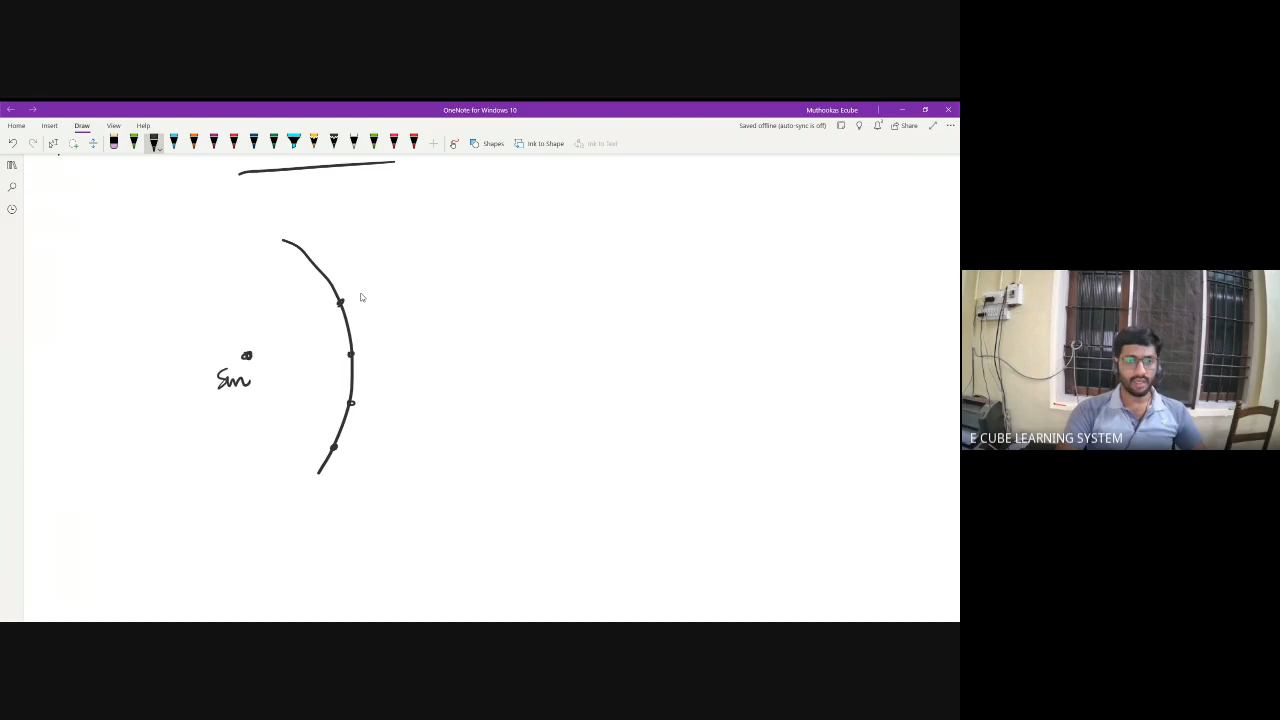 OneNote for Windows 10
Muthookas Ecube
Home Insert Draw View Help
Saved offline (auto-sync is off)
Share
Shapes
Ink to Shape
Ink to Text
Sun
E CUBE LEARNING SYSTEM